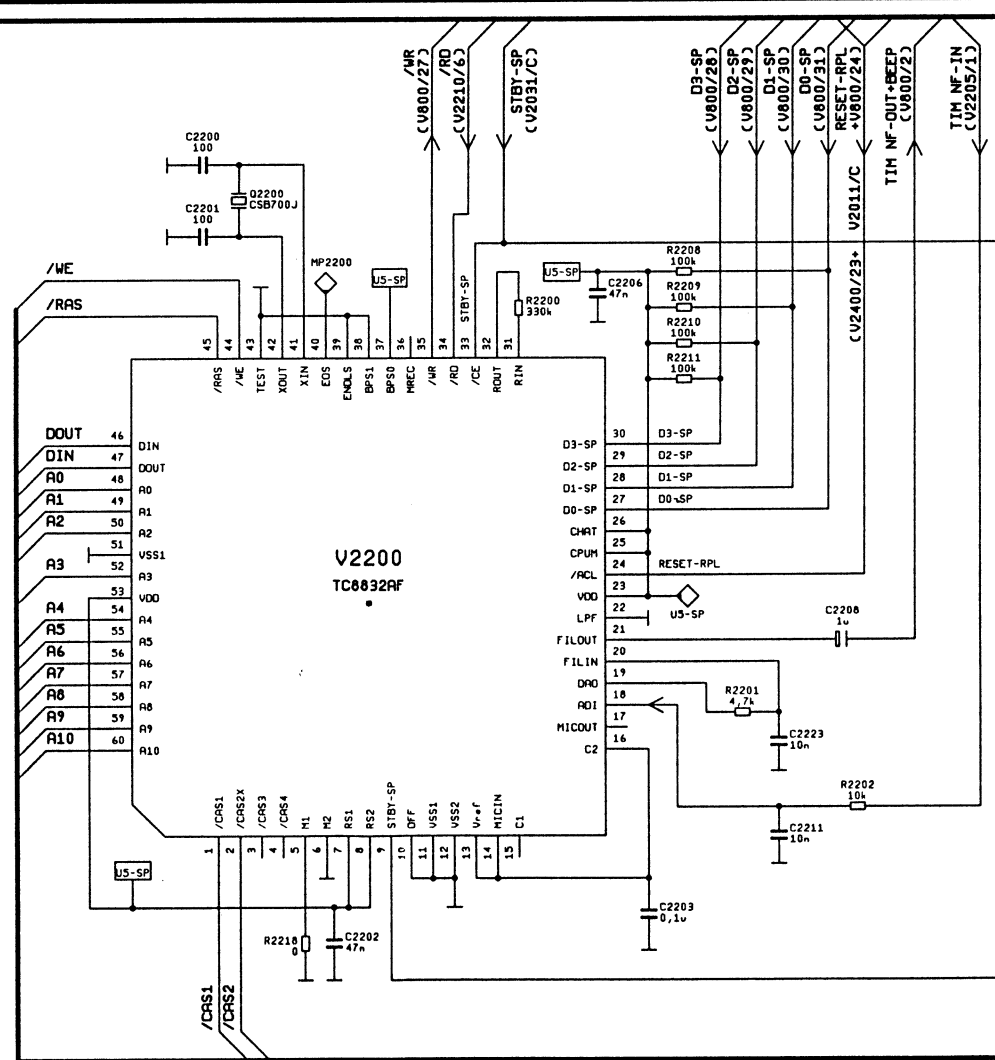 /WR
(V800/27)
/RD
(V2210/6)
STBY-SP
(V2031/C)
D3-SP
(V800/28)
D2-SP
(V800/29)
D1-SP
(V800/30)
D0-SP
(V800/31)
RESET-RPL
+V800/24)
(V2400/23+ V2011/C
TIM NF-OUT+BEEP
(V800/2)
TIM NF-IN
(V2205/1)
C2200
100
Q2200
CSB700J
C2201
100
/WE
/RAS
MP2200
U5-SP
STBY-SP
R2200
330k
U5-SP
C2206
47n
R2208
100k
R2209
100k
R2210
100k
R2211
100k
45 44 43 42 41 40 39 38 37 36 35 34 33 32 31
/RAS /WE TEST XOUT XIN EOS ENDLS BPS1 BPS0 MREC /WR /RD /CE ROUT RIN
DOUT 46 DIN
DIN 47 DOUT
A0 48 A0
A1 49 A1
A2 50 A2
51 VSS1
A3 52 A3
53 VDD
A4 54 A4
A5 55 A5
A6 56 A6
A7 57 A7
A8 58 A8
A9 59 A9
A10 60 A10
V2200
TC8832AF
D3-SP 30 D3-SP
D2-SP 29 D2-SP
D1-SP 28 D1-SP
D0-SP 27 D0-SP
CHAT 26
CPUM 25
/ACL 24 RESET-RPL
VDD 23
U5-SP
LPF 22
FILOUT 21
FILIN 20
DAO 19
ADI 18
MICOUT 17
C2 16
C2208
1u
R2201
4,7k
C2223
10n
R2202
10k
C2211
10n
/CAS1 /CAS2X /CAS3 /CAS4 M1 M2 RS1 RS2 STBY-SP OFF VSS1 VSS2 Vref MICIN C1
1 2 3 4 5 6 7 8 9 10 11 12 13 14 15
U5-SP
R2218
0
C2202
47n
C2203
0,1u
/CAS1
/CAS2